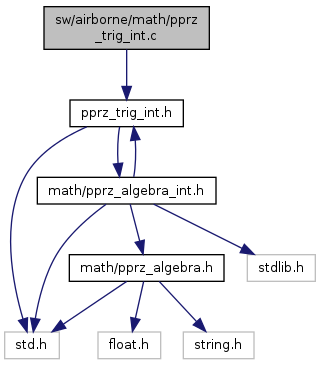 sw/airborne/math/pprz
_trig_int.c
pprz_trig_int.h
math/pprz_algebra_int.h
math/pprz_algebra.h
stdlib.h
std.h
float.h
string.h